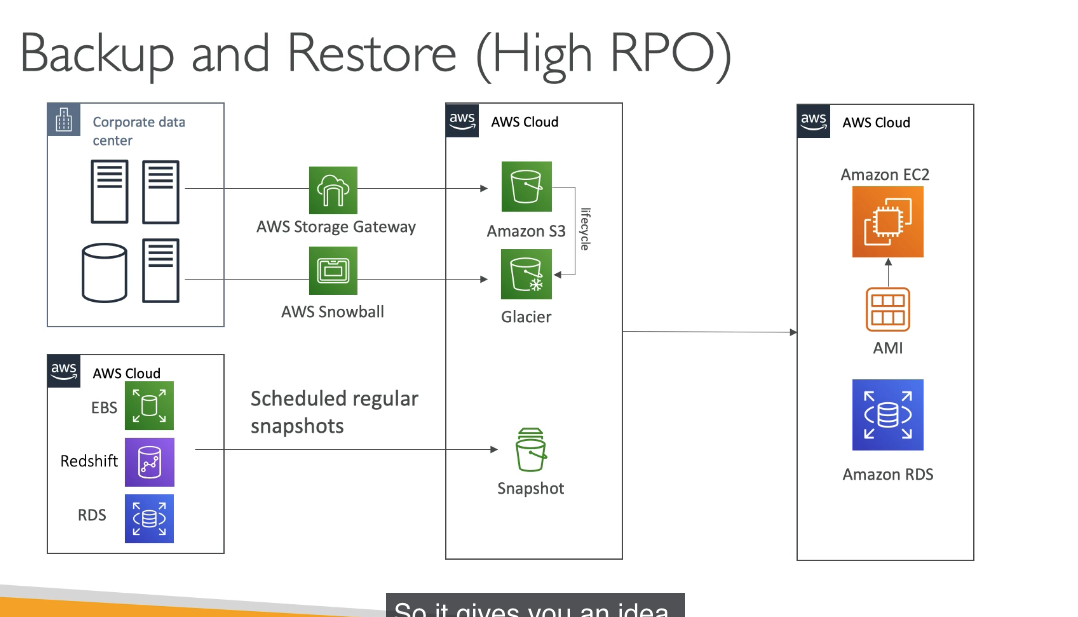 Backup and Restore (High RPO)
Corporate data
center
AWS Storage Gateway
AWS Snowball
aws
AWS Cloud
EBS
Redshift
RDS
Scheduled regular
snapshots
aws
AWS Cloud
Amazon S3
lifecycle
Glacier
Snapshot
aws
AWS Cloud
Amazon EC2
AMI
Amazon RDS
So it gives you an idea